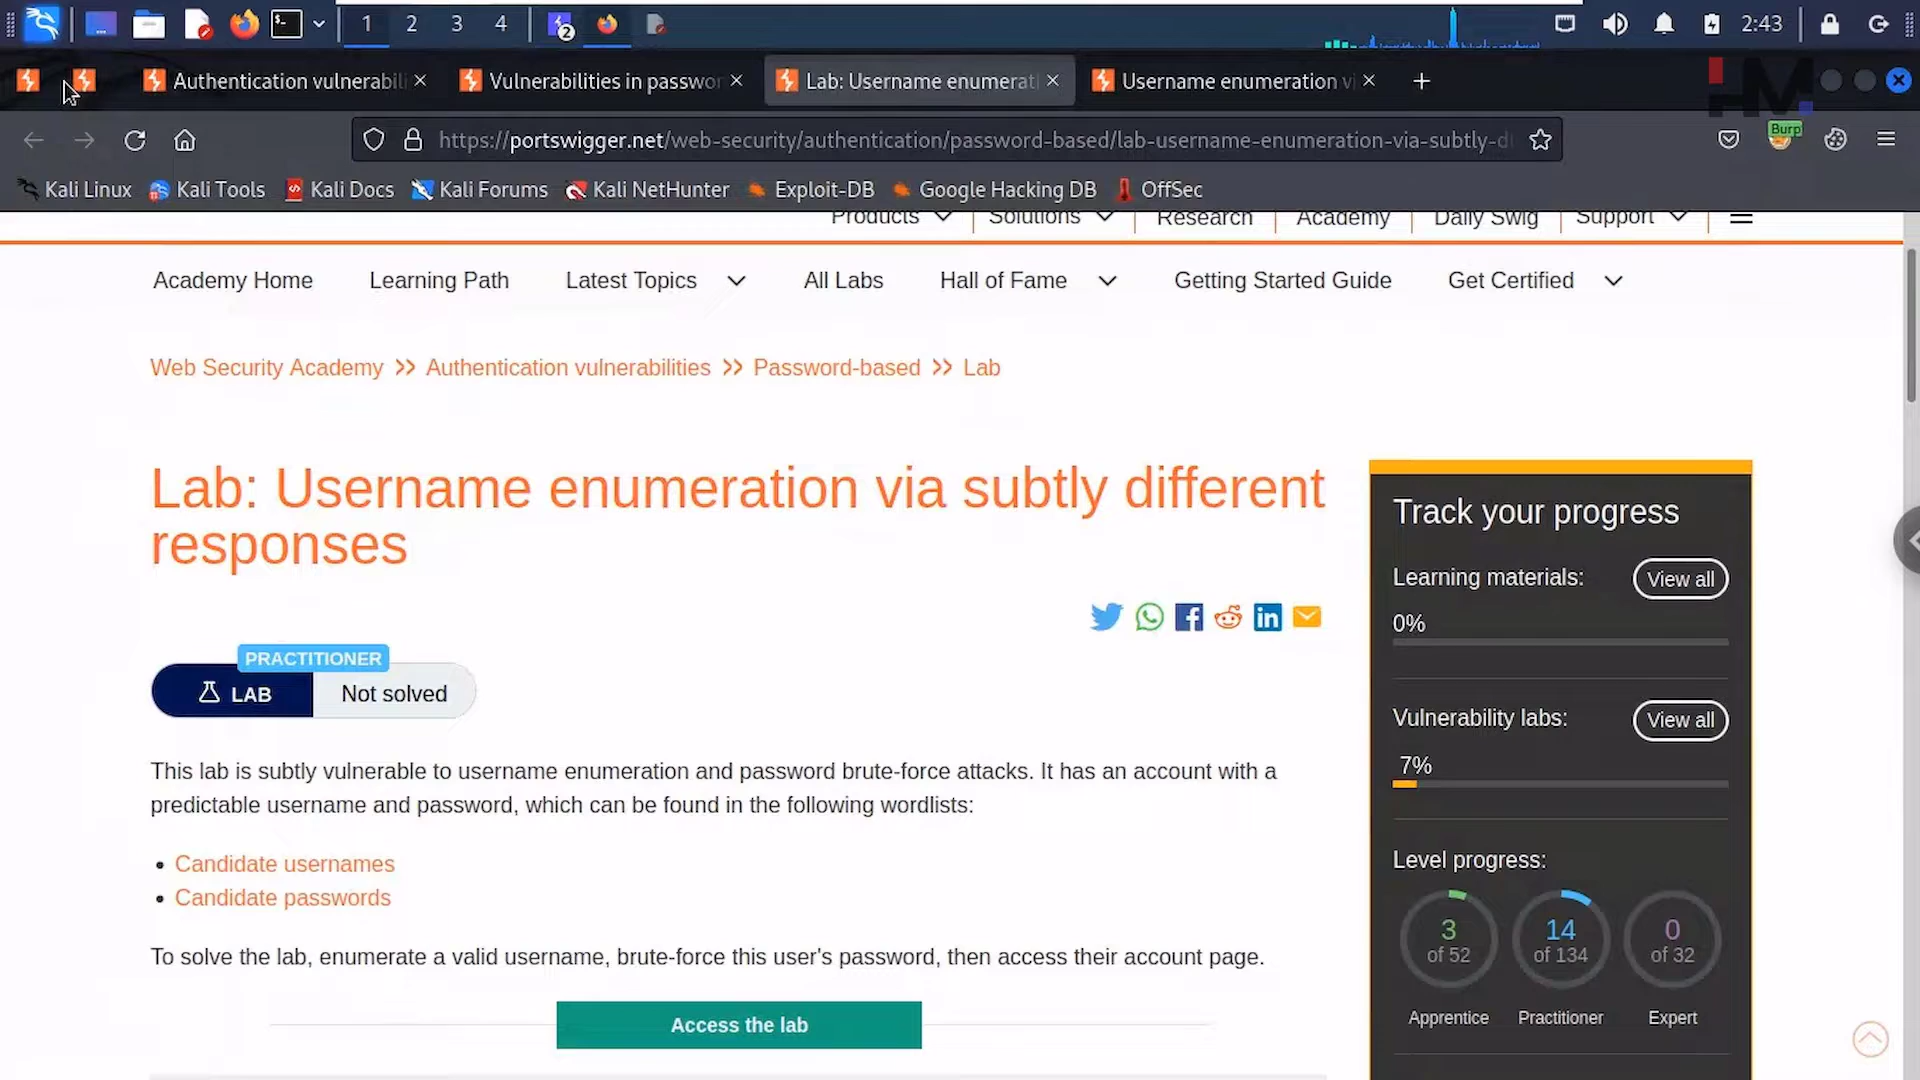 1 2 3 4 2 2:43
Authentication vulnerabili Vulnerabilities in passwor Lab: Username enumerat Username enumeration vi
https://portswigger.net/web-security/authentication/password-based/lab-username-enumeration-via-subtly-d
Burp
Kali Linux Kali Tools Kali Docs Kali Forums Kali NetHunter Exploit-DB Google Hacking DB OffSec
Products Solutions Research Academy Daily Swig Support
Academy Home Learning Path Latest Topics All Labs Hall of Fame Getting Started Guide Get Certified
Web Security Academy >> Authentication vulnerabilities >> Password-based >> Lab
Lab: Username enumeration via subtly different
responses
PRACTITIONER
LAB Not solved
This lab is subtly vulnerable to username enumeration and password brute-force attacks. It has an account with a
predictable username and password, which can be found in the following wordlists:
• Candidate usernames
• Candidate passwords
To solve the lab, enumerate a valid username, brute-force this user's password, then access their account page.
Access the lab
Track your progress
Learning materials: View all
0%
Vulnerability labs: View all
7%
Level progress:
3 14 0
of 52 of 134 of 32
Apprentice Practitioner Expert
HM